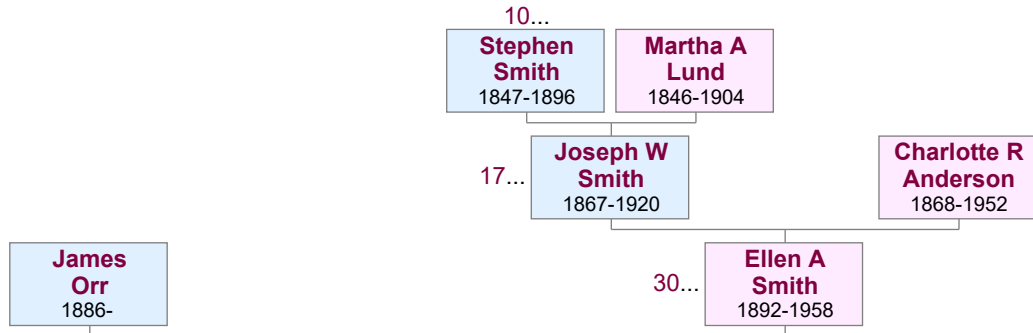 10...
Stephen
Smith
1847-1896
Martha A
Lund
1846-1904
17...
Joseph W
Smith
1867-1920
Charlotte R
Anderson
1868-1952
James
Orr
1886-
30...
Ellen A
Smith
1892-1958